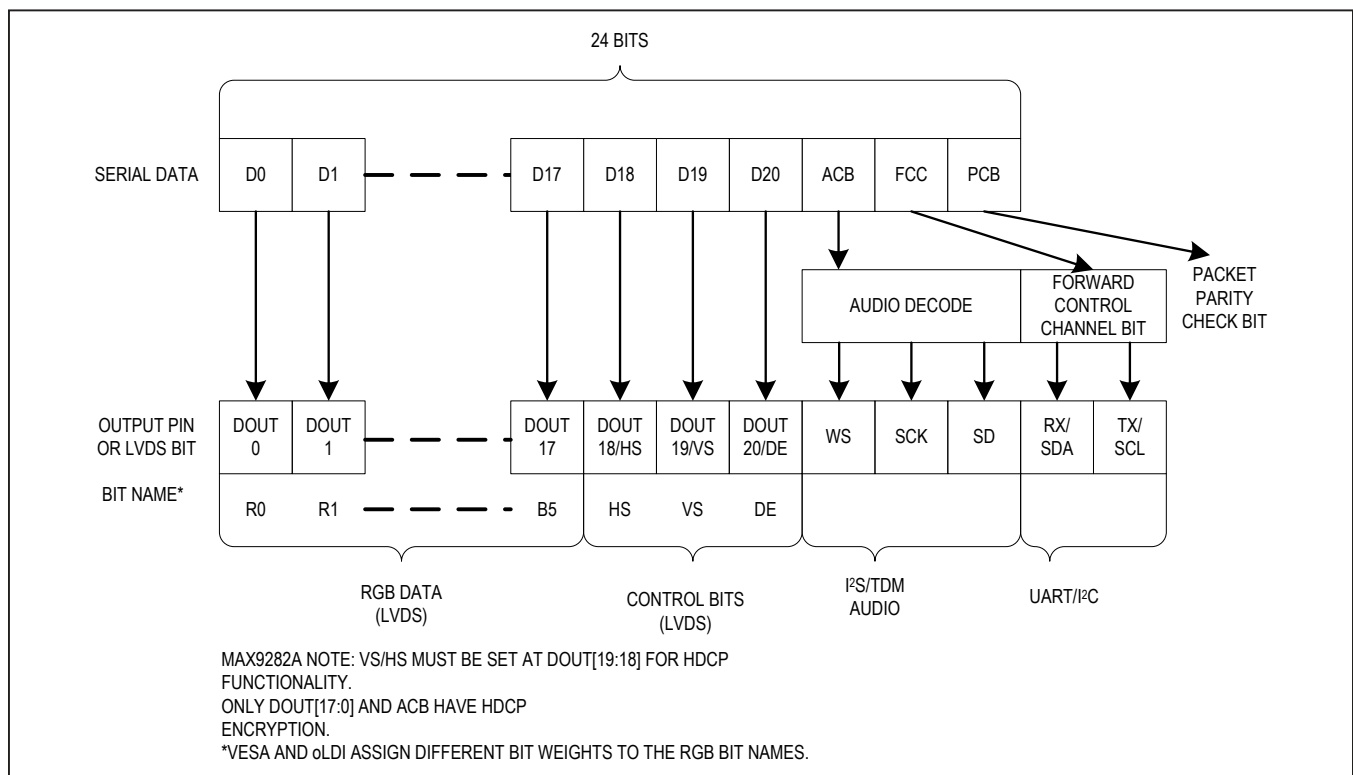 24 BITS
SERIAL DATA
D0 D1 D17 D18 D19 D20 ACB FCC PCB
AUDIO DECODE
FORWARD
CONTROL
CHANNEL BIT
PACKET
PARITY
CHECK BIT
OUTPUT PIN
OR LVDS BIT
DOUT
0
DOUT
1
DOUT
17
DOUT
18/HS
DOUT
19/VS
DOUT
20/DE
WS
SCK
SD
RX/
SDA
TX/
SCL
BIT NAME*
R0 R1 B5 HS VS DE
RGB DATA
(LVDS)
CONTROL BITS
(LVDS)
I²S/TDM
AUDIO
UART/I²C
MAX9282A NOTE: VS/HS MUST BE SET AT DOUT[19:18] FOR HDCP
FUNCTIONALITY.
ONLY DOUT[17:0] AND ACB HAVE HDCP
ENCRYPTION.
*VESA AND oLDI ASSIGN DIFFERENT BIT WEIGHTS TO THE RGB BIT NAMES.